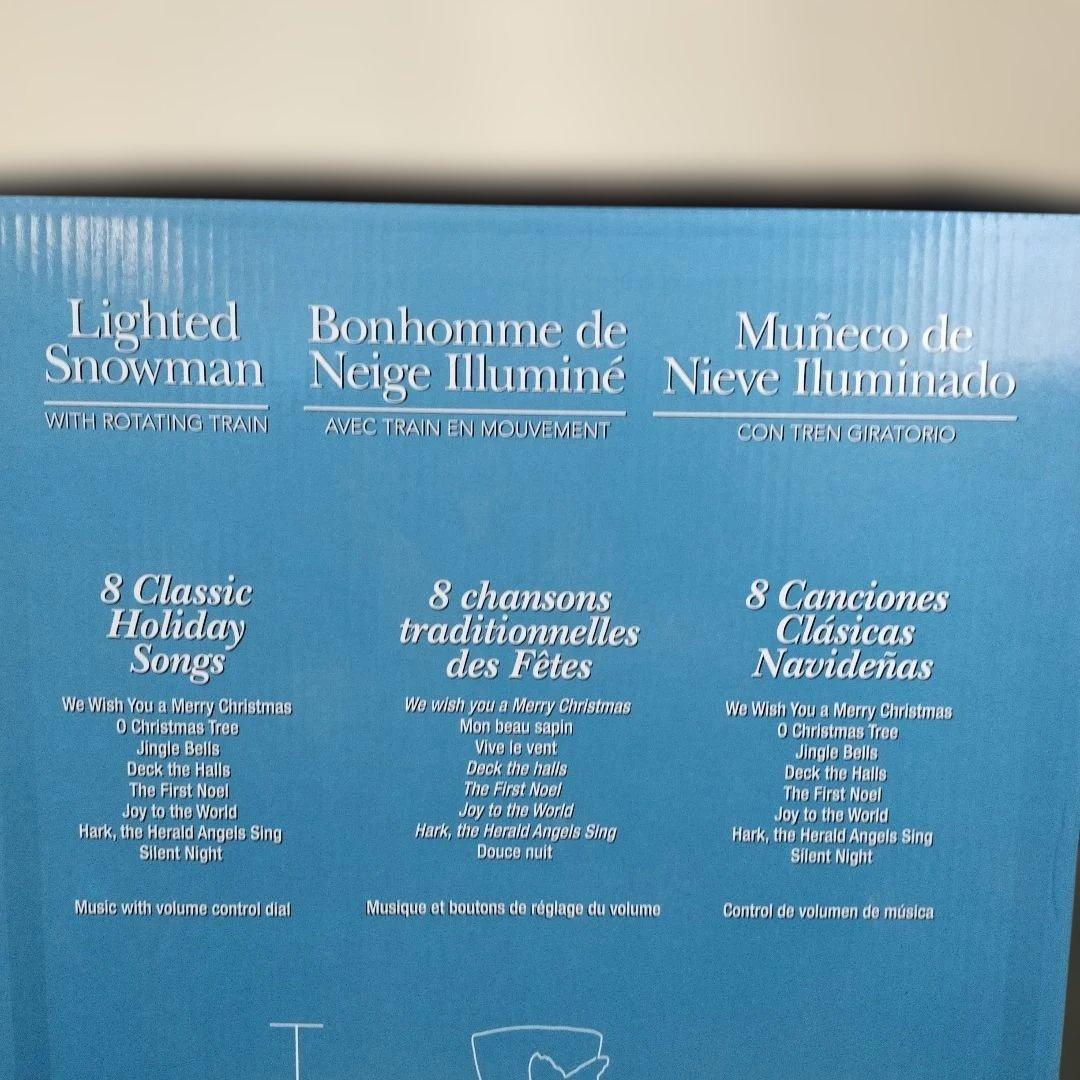 Lighted
Snowman
WITH ROTATING TRAIN
Bonhomme de
Neige Illuminé
AVEC TRAIN EN MOUVEMENT
Muñeco de
Nieve Iluminado
CON TREN GIRATORIO
8 Classic
Holiday
Songs
We Wish You a Merry Christmas
O Christmas Tree
Jingle Bells
Deck the Halls
The First Noel
Joy to the World
Hark, the Herald Angels Sing
Silent Night
Music with volume control dial
8 chansons
traditionnelles
des Fêtes
We wish you a Merry Christmas
Mon beau sapin
Vive le vent
Deck the halls
The First Noel
Joy to the World
Hark, the Herald Angels Sing
Douce nuit
Musique et boutons de réglage du volume
8 Canciones
Clásicas
Navideñas
We Wish You a Merry Christmas
O Christmas Tree
Jingle Bells
Deck the Halls
The First Noel
Joy to the World
Hark, the Herald Angels Sing
Silent Night
Control de volumen de música